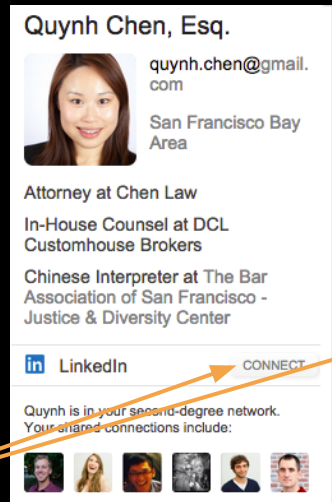 Quynh Chen, Esq.
quynh.chen@gmail.
com
San Francisco Bay
Area
Attorney at Chen Law
In-House Counsel at DCL
Customhouse Brokers
Chinese Interpreter at The Bar
Association of San Francisco -
Justice & Diversity Center
in LinkedIn CONNECT
Quynh is in your second-degree network.
Your shared connections include: